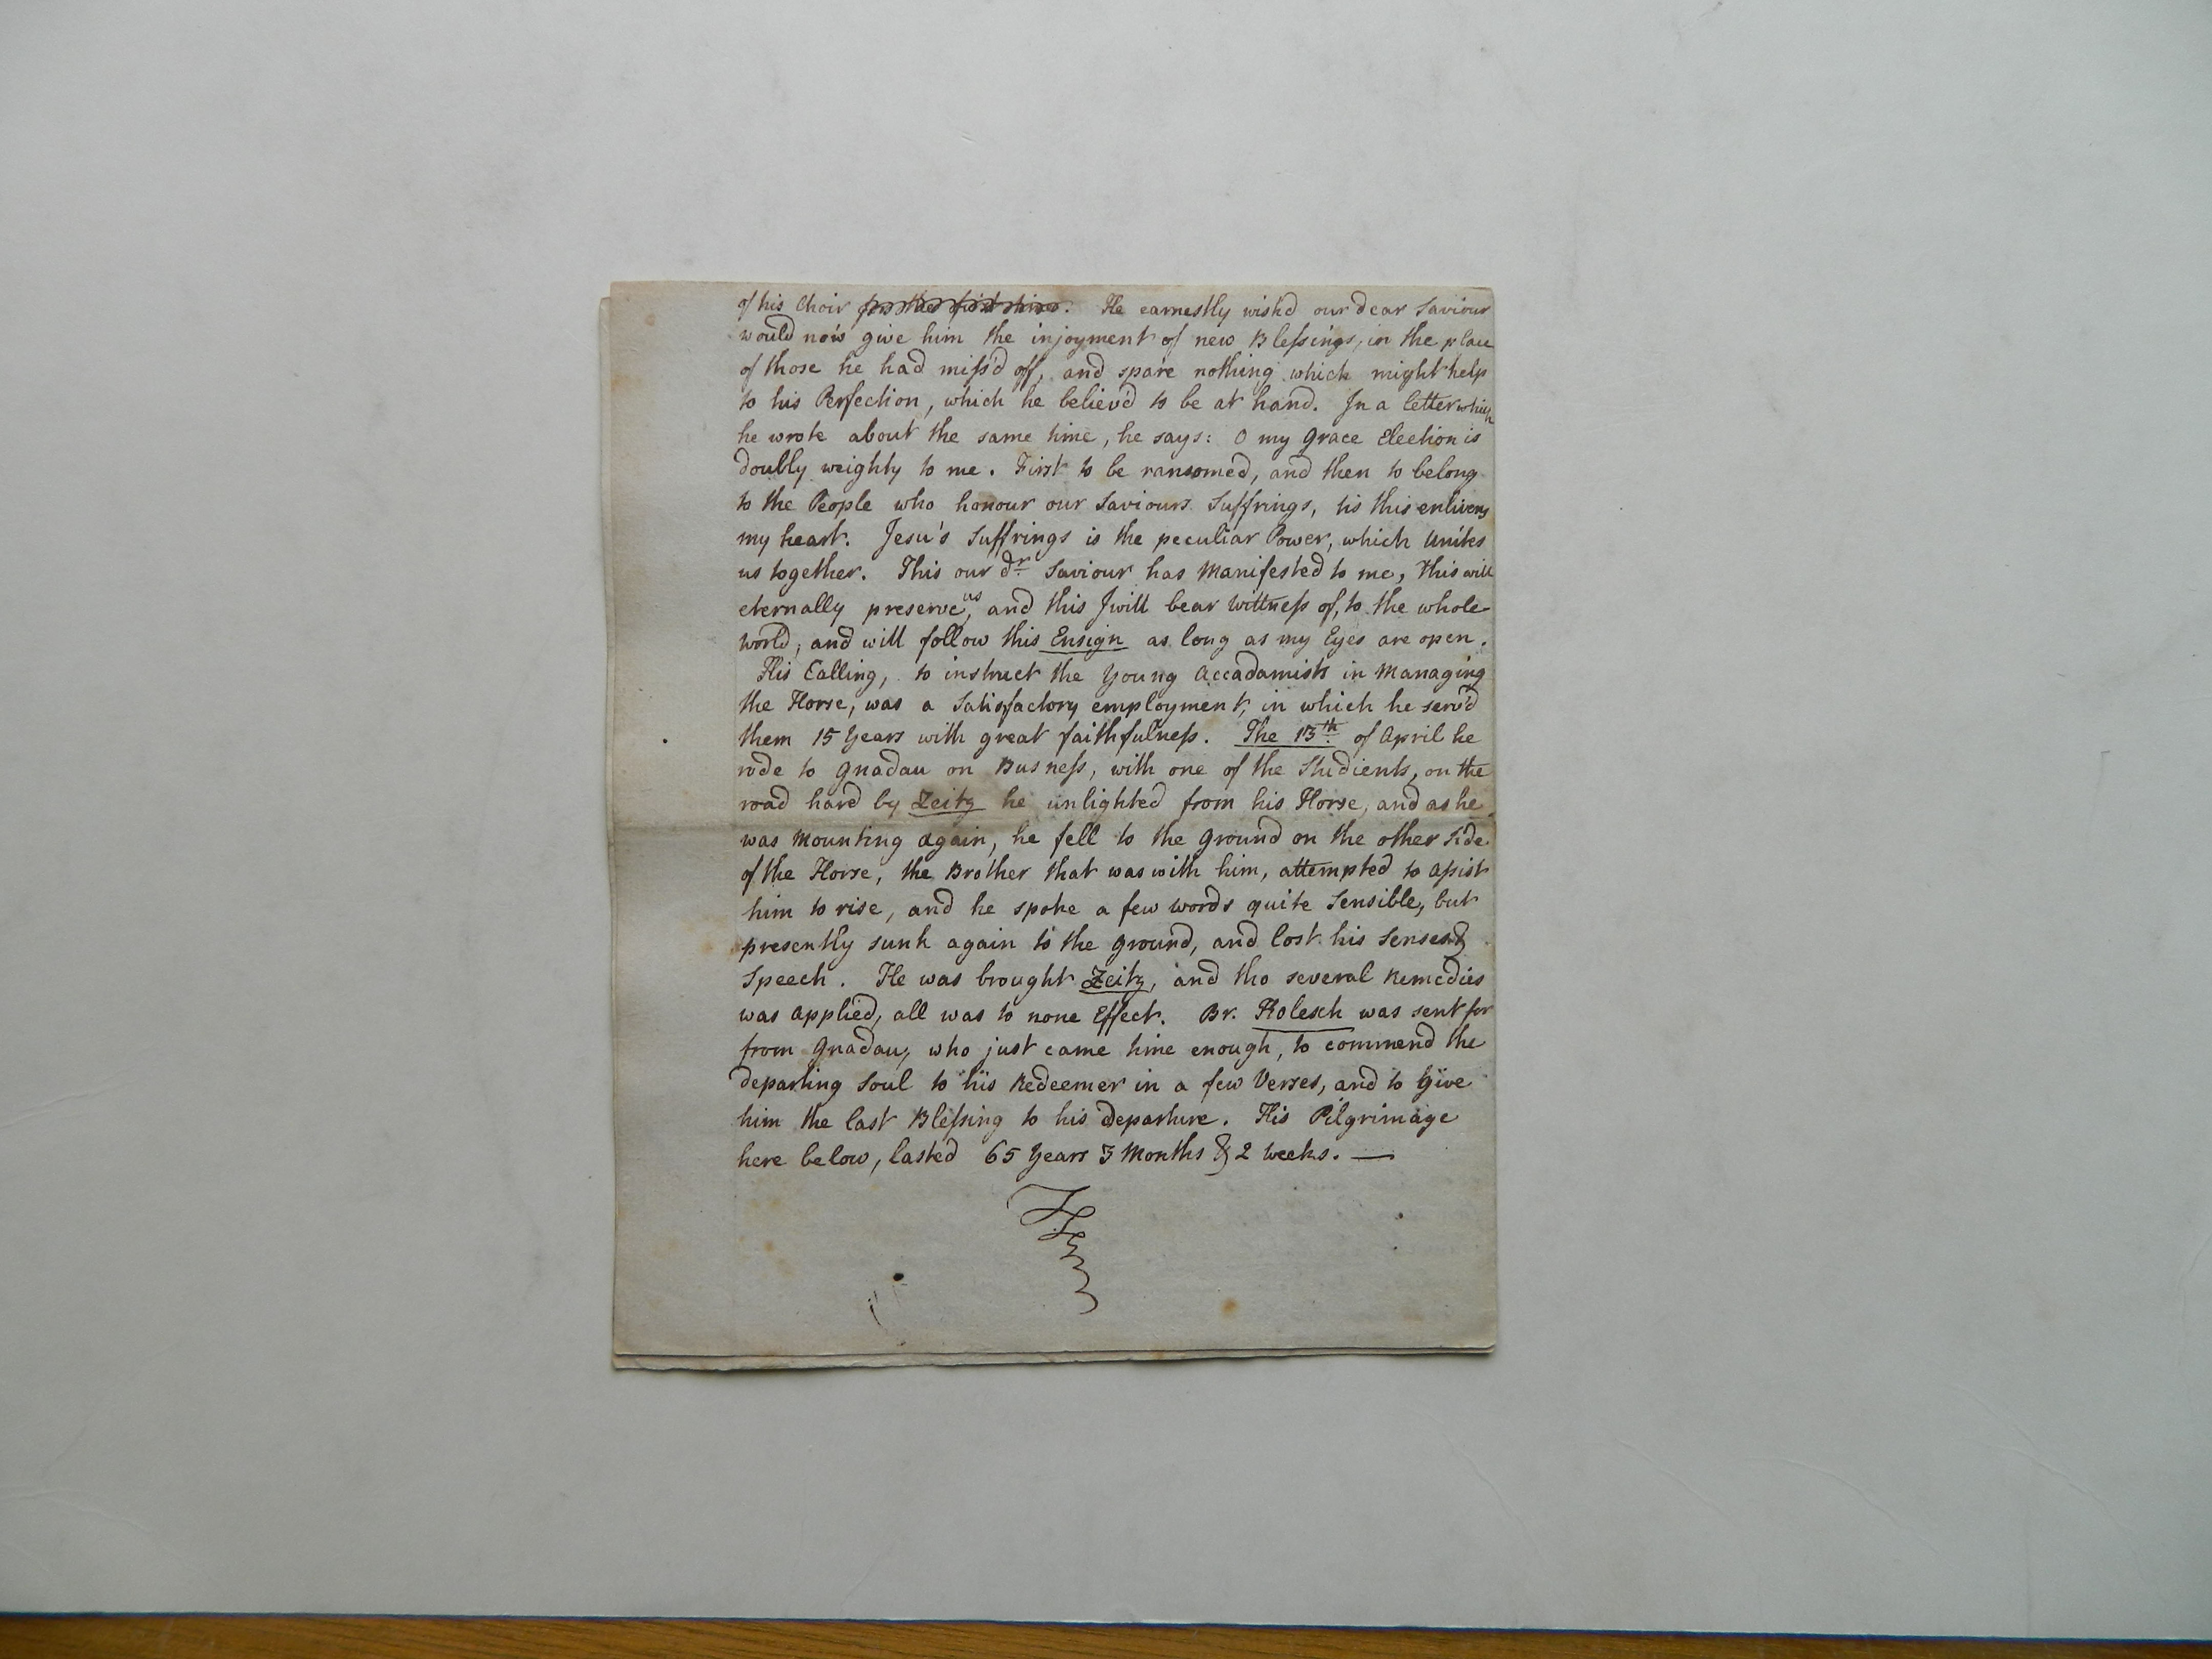 of his Choir for the first time. He earnestly wish'd our dear Saviour
would now give him the injoyment of new Blessings, in the place
of those he had miss'd off, and spare nothing which might help
to his Perfection, which he believ'd to be at hand. In a letter which
he wrote about the same time, he says: O my Grace Election is
doubly weighty to me. First to be ransomed, and then to belong
to the People who honour our Saviours Suffrings, tis this enlivens
my heart. Jesu's Suffrings is the peculiar Power, which Unites
us together. This our dr. Saviour has Manifested to me, this will
eternally preserve us, and this I will bear Wittness of, to the whole
World, and will follow this Ensign as long as my Eyes are open.
His Calling, to instruct the Young Accadamists in Managing
the Horse, was a Satisfactory employment, in which he serv'd
them 15 Years with great faithfulness. The 13th. of April he
rode to Gnadau on Busness, with one of the Studients, on the
road hard by Zeitz he unlighted from his Horse, and as he
was Mounting again, he fell to the Ground on the other Side
of the Horse, the Brother that was with him, attempted to Assist
him to rise, and he spoke a few words quite Sensible, but
presently sunk again to the Ground, and lost his Senses &
Speech. He was brought Zeitz, and tho several Remedies
was Applied, all was to none Effect. Br. Kolesch was sent for
from Gnadau, who just came time enough, to commend the
departing Soul to his Redeemer in a few Verses, and to Give
him the last Blessing to his departure. His Pilgrimage
here below, lasted 65 Years 3 Months & 2 Weeks. —